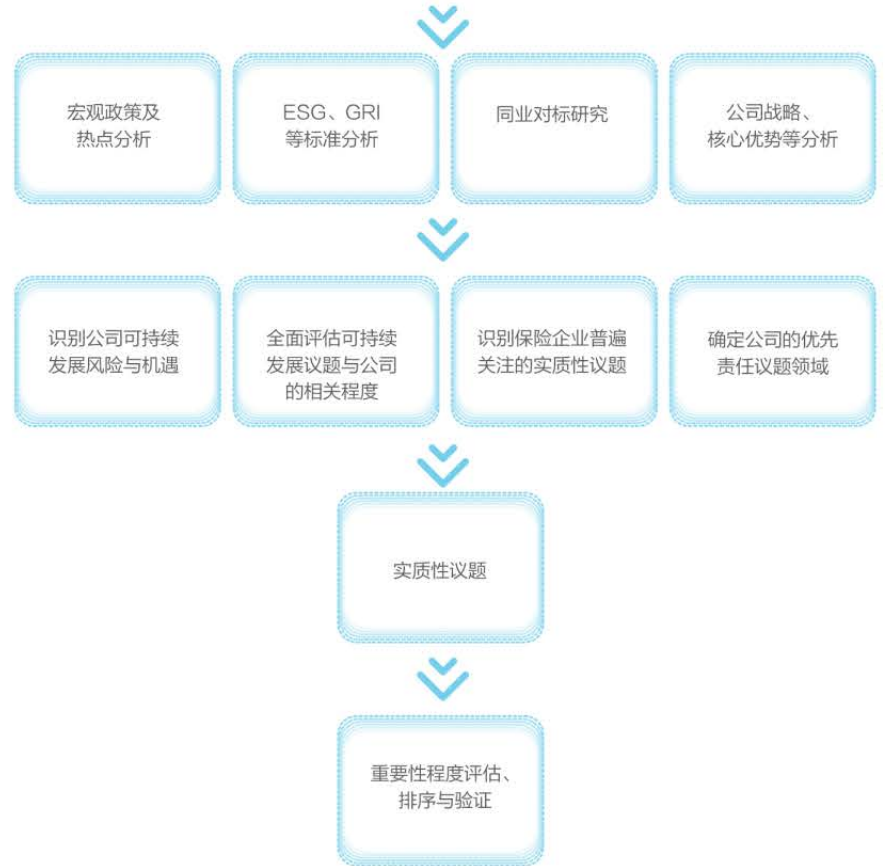 宏观政策及
热点分析
ESG、GRI
等标准分析
同业对标研究
公司战略、
核心优势等分析
识别公司可持续
发展风险与机遇
全面评估可持续
发展议题与公司
的相关程度
识别保险企业普遍
关注的实质性议题
确定公司的优先
责任议题领域
实质性议题
重要性程度评估、
排序与验证